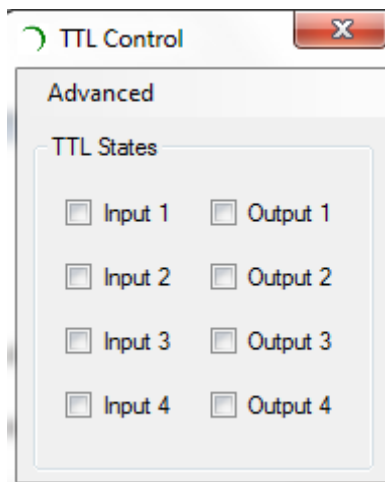 TTL Control
Advanced
TTL States
Input 1 Output 1
Input 2 Output 2
Input 3 Output 3
Input 4 Output 4